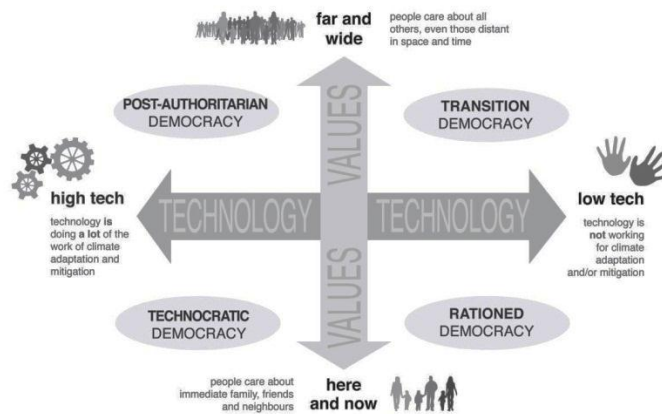 far and
wide
people care about all
others, even those distant
in space and time
POST-AUTHORITARIAN
DEMOCRACY
TRANSITION
DEMOCRACY
VALUES
high tech
technology is
doing a lot of the
work of climate
adaptation and
mitigation
TECHNOLOGY
TECHNOLOGY
low tech
technology is
not working
for climate
adaptation
and/or mitigation
VALUES
TECHNOCRATIC
DEMOCRACY
RATIONED
DEMOCRACY
people care about
immediate family, friends
and neighbours
here
and now